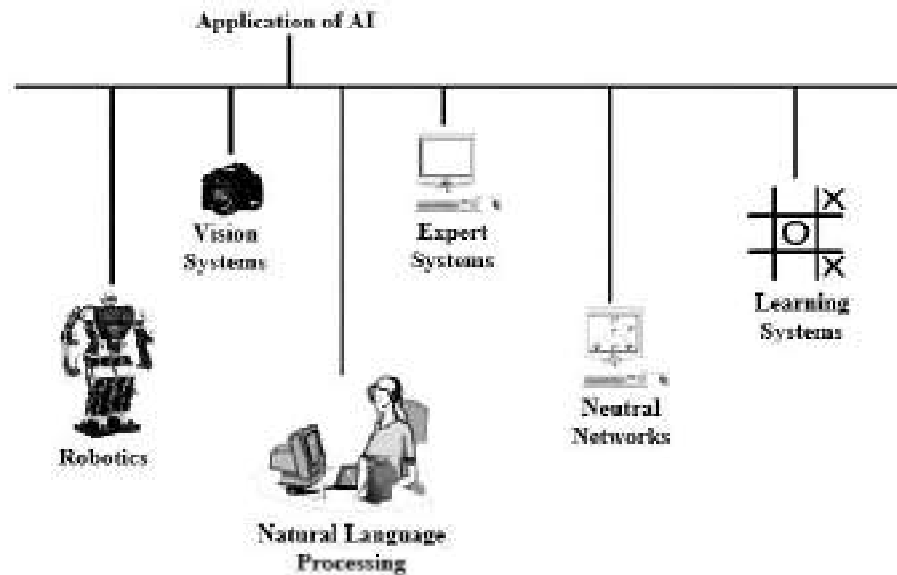 Application of AI
Vision
Systems
Expert
Systems
Learning
Systems
Neutral
Networks
Robotics
Natural Language
Processing